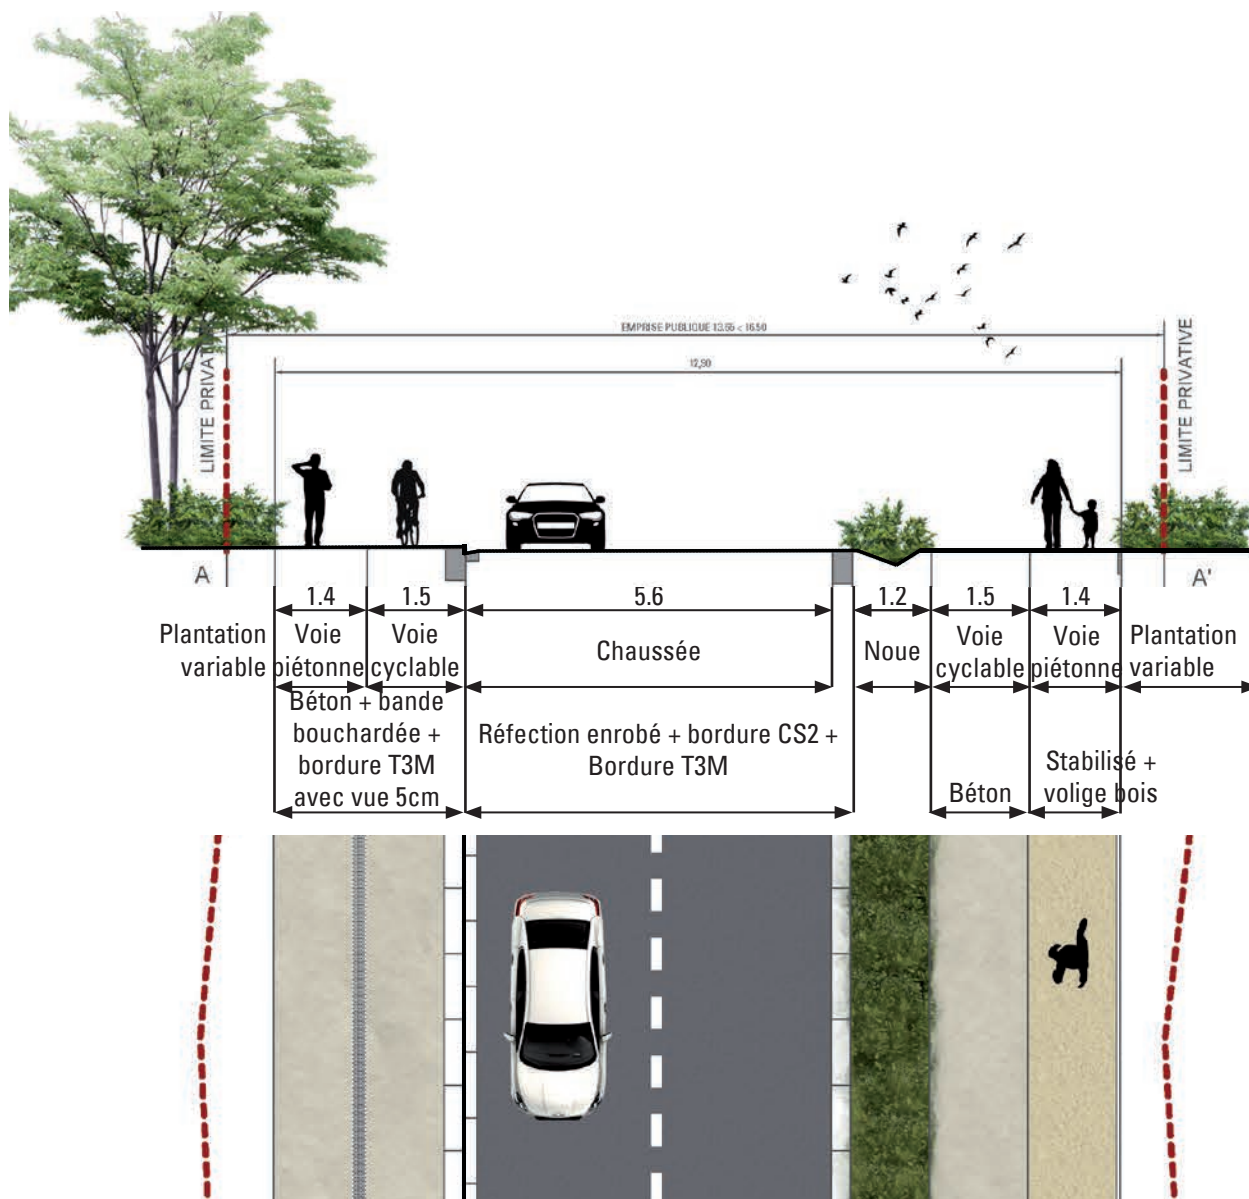 EMPRISE PUBLIQUE 13.65 < 16.50
12,90
LIMITE PRIVATIVE
LIMITE PRIVATIVE
A
A'
1.4
1.5
5.6
1.2
1.5
1.4
Plantation
variable
Voie
piétonne
Voie
cyclable
Chaussée
Noue
Voie
cyclable
Voie
piétonne
Plantation
variable
Béton + bande
bouchardée +
bordure T3M
avec vue 5cm
Réfection enrobé + bordure CS2 +
Bordure T3M
Béton
Stabilisé +
volige bois